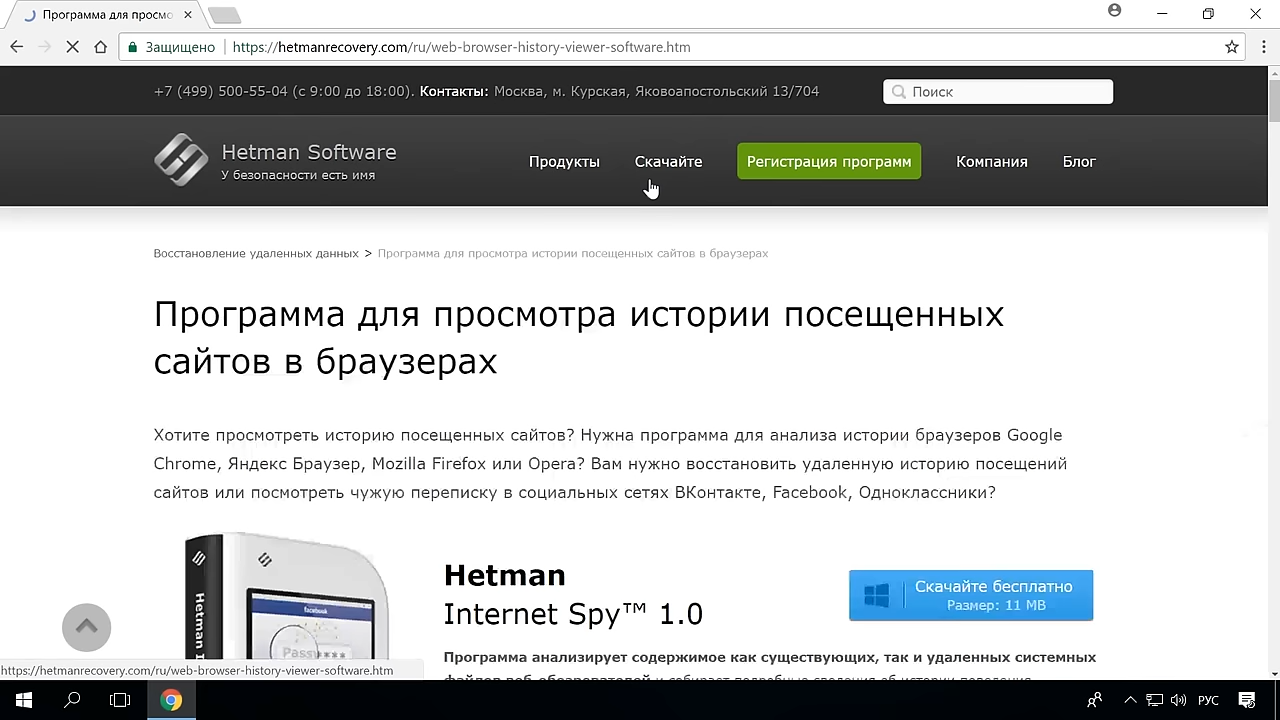 Программа для просмо
Защищено
https://hetmanrecovery.com/ru/web-browser-history-viewer-software.htm
+7 (499) 500-55-04 (с 9:00 до 18:00). Контакты: Москва, м. Курская, Яковоапостольский 13/704
Поиск
Hetman Software
У безопасности есть имя
Продукты
Скачайте
Регистрация программ
Компания
Блог
Восстановление удаленных данных > Программа для просмотра истории посещенных сайтов в браузерах
Программа для просмотра истории посещенных
сайтов в браузерах
Хотите просмотреть историю посещенных сайтов? Нужна программа для анализа истории браузеров Google
Chrome, Яндекс Браузер, Mozilla Firefox или Opera? Вам нужно восстановить удаленную историю посещений
сайтов или посмотреть чужую переписку в социальных сетях ВКонтакте, Facebook, Одноклассники?
Hetman
facebook
Hetman
Internet Spy™ 1.0
Скачайте бесплатно
Размер: 11 MB
Программа анализирует содержимое как существующих, так и удаленных системных
https://hetmanrecovery.com/ru/web-browser-history-viewer-software.htm
РУС